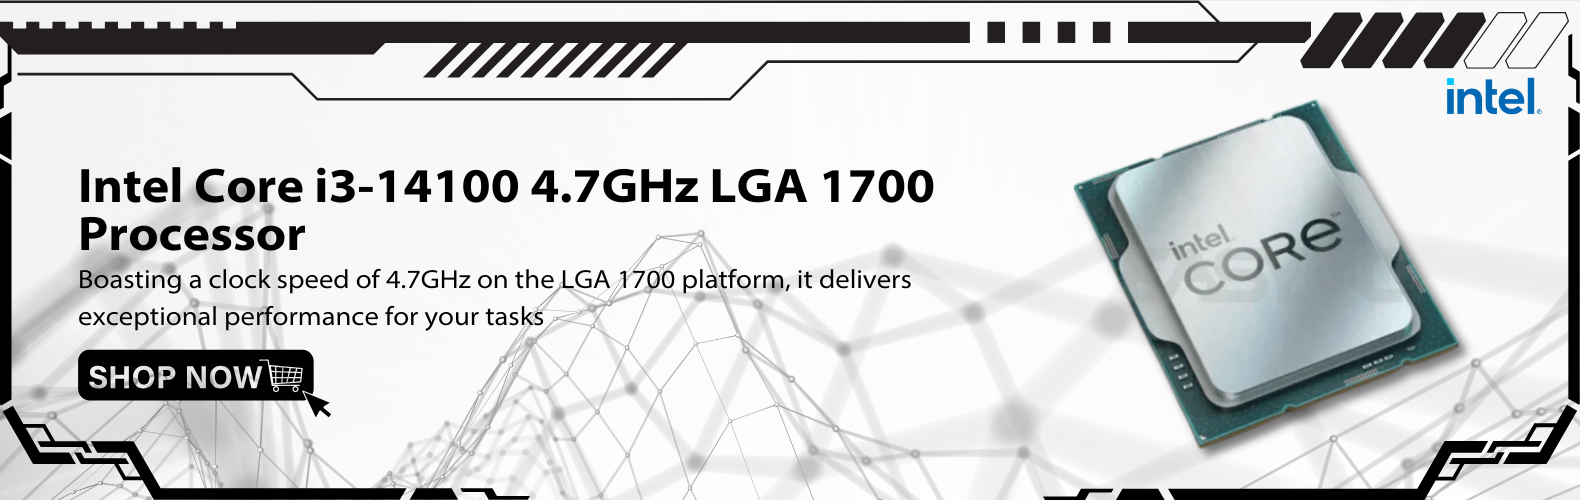 intel.
Intel Core i3-14100 4.7GHz LGA 1700
Processor
Boasting a clock speed of 4.7GHz on the LGA 1700 platform, it delivers
exceptional performance for your tasks
SHOP NOW
intel.
CORE™